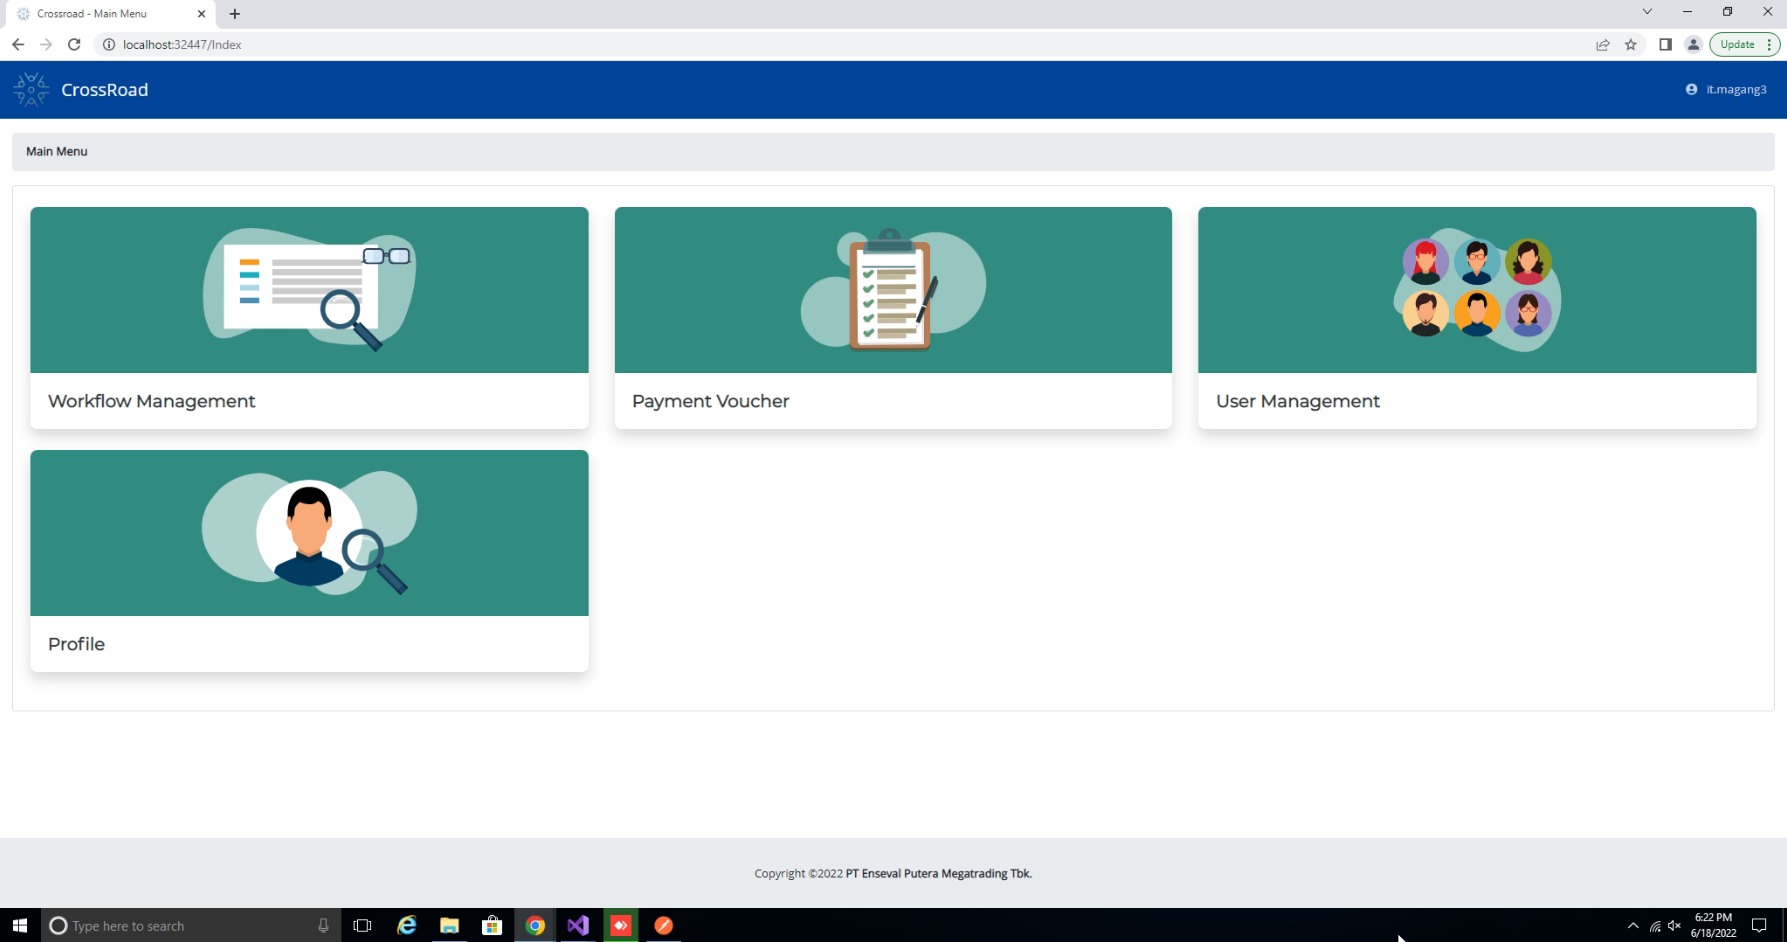 Crossroad - Main Menu
localhost:32447/Index
Update
CrossRoad
it.magang3
Main Menu
Workflow Management
Payment Voucher
User Management
Profile
Copyright ©2022 PT Enseval Putera Megatrading Tbk.
Type here to search
6:22 PM
6/18/2022